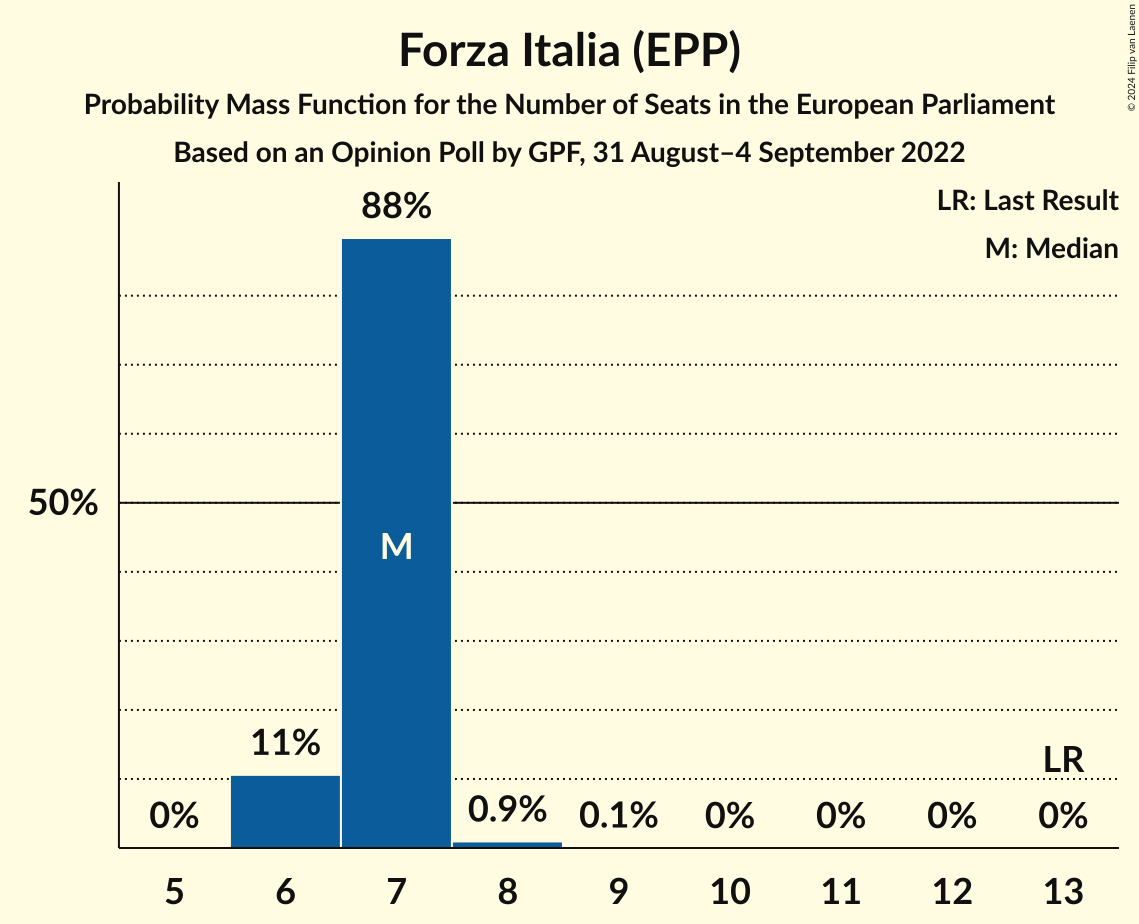 Forza Italia (EPP)
Probability Mass Function for the Number of Seats in the European Parliament
Based on an Opinion Poll by GPF, 31 August–4 September 2022
© 2024 Filip van Laenen
LR: Last Result
M: Median
88%
50%
M
11%
LR
0%
0.9%
0.1%
0%
0%
0%
0%
5 6 7 8 9 10 11 12 13